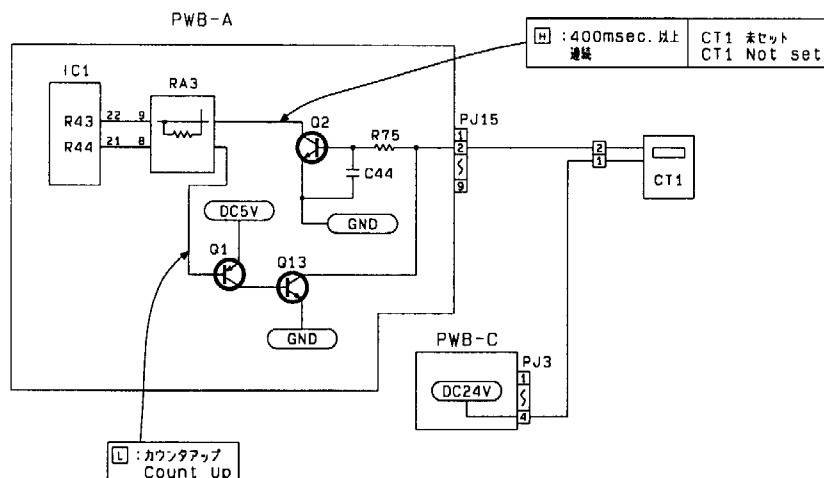 PWB-A
H :400msec. 以上
連続
CT1 未セット
CT1 Not set
IC1
RA3
R43 22 9
R44 21 8
Q2
R75
PJ15
1
2
9
C44
GND
2
1
CT1
DC5V
Q1
Q13
GND
PWB-C
PJ3
DC24V
1
4
L :カウンタアップ
Count Up